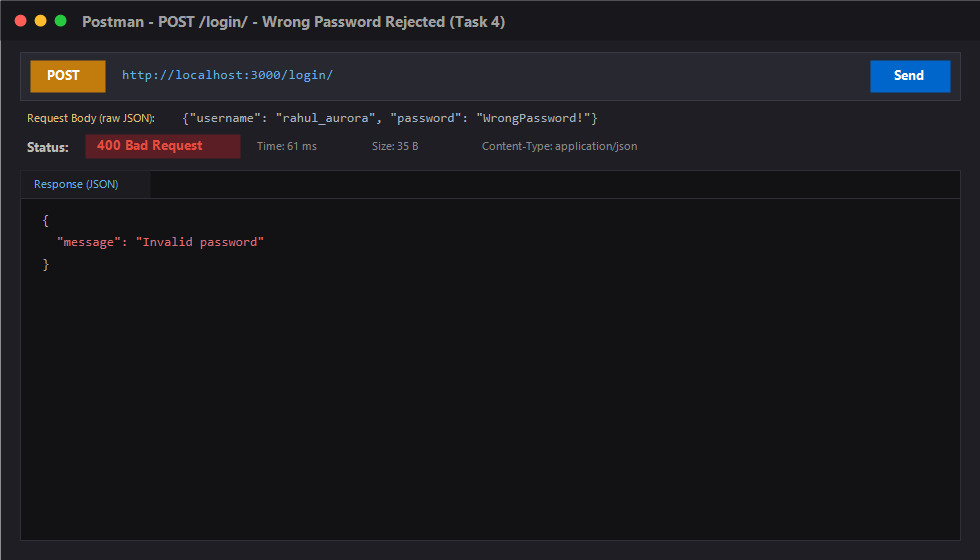 Postman - POST /login/ - Wrong Password Rejected (Task 4)
POST http://localhost:3000/login/ Send
Request Body (raw JSON): {"username": "rahul_aurora", "password": "WrongPassword!"}
Status: 400 Bad Request Time: 61 ms Size: 35 B Content-Type: application/json
Response (JSON)
{
  "message": "Invalid password"
}